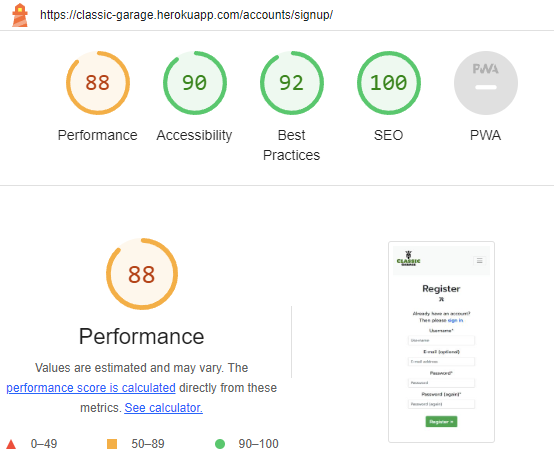 https://classic-garage.herokuapp.com/accounts/signup/
88
90
92
100
PWA
Performance
Accessibility
Best
Practices
SEO
PWA
88
Performance
Values are estimated and may vary. The
performance score is calculated directly from these
metrics. See calculator.
0–49
50–89
90–100
CLASSIC
GARAGE
Register
Already have an account?
Then please sign in
Username*
Username
E-mail (optional)
E-mail address
Password*
Password
Password (again)*
Password (again)
Register »